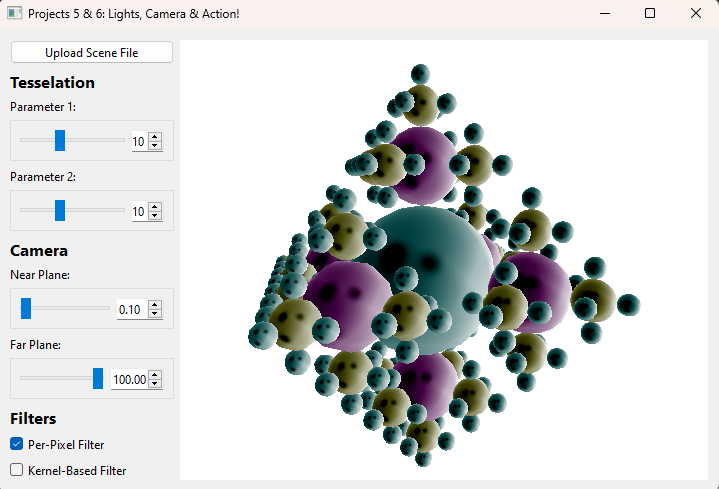 Projects 5 & 6: Lights, Camera & Action!
Upload Scene File
Tesselation
Parameter 1:
10
Parameter 2:
10
Camera
Near Plane:
0.10
Far Plane:
100.00
Filters
Per-Pixel Filter
Kernel-Based Filter